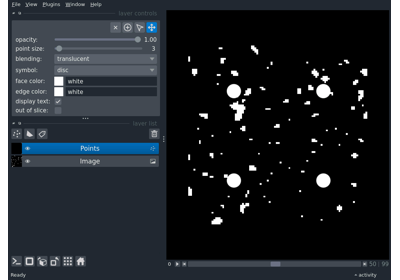 File View Plugins Window Help
layer controls
opacity: 1.00
point size: 3
blending: translucent
symbol: disc
face color: white
edge color: white
display text: ✓
out of slice:
layer list
Points
Image
Ready
50 99
activity